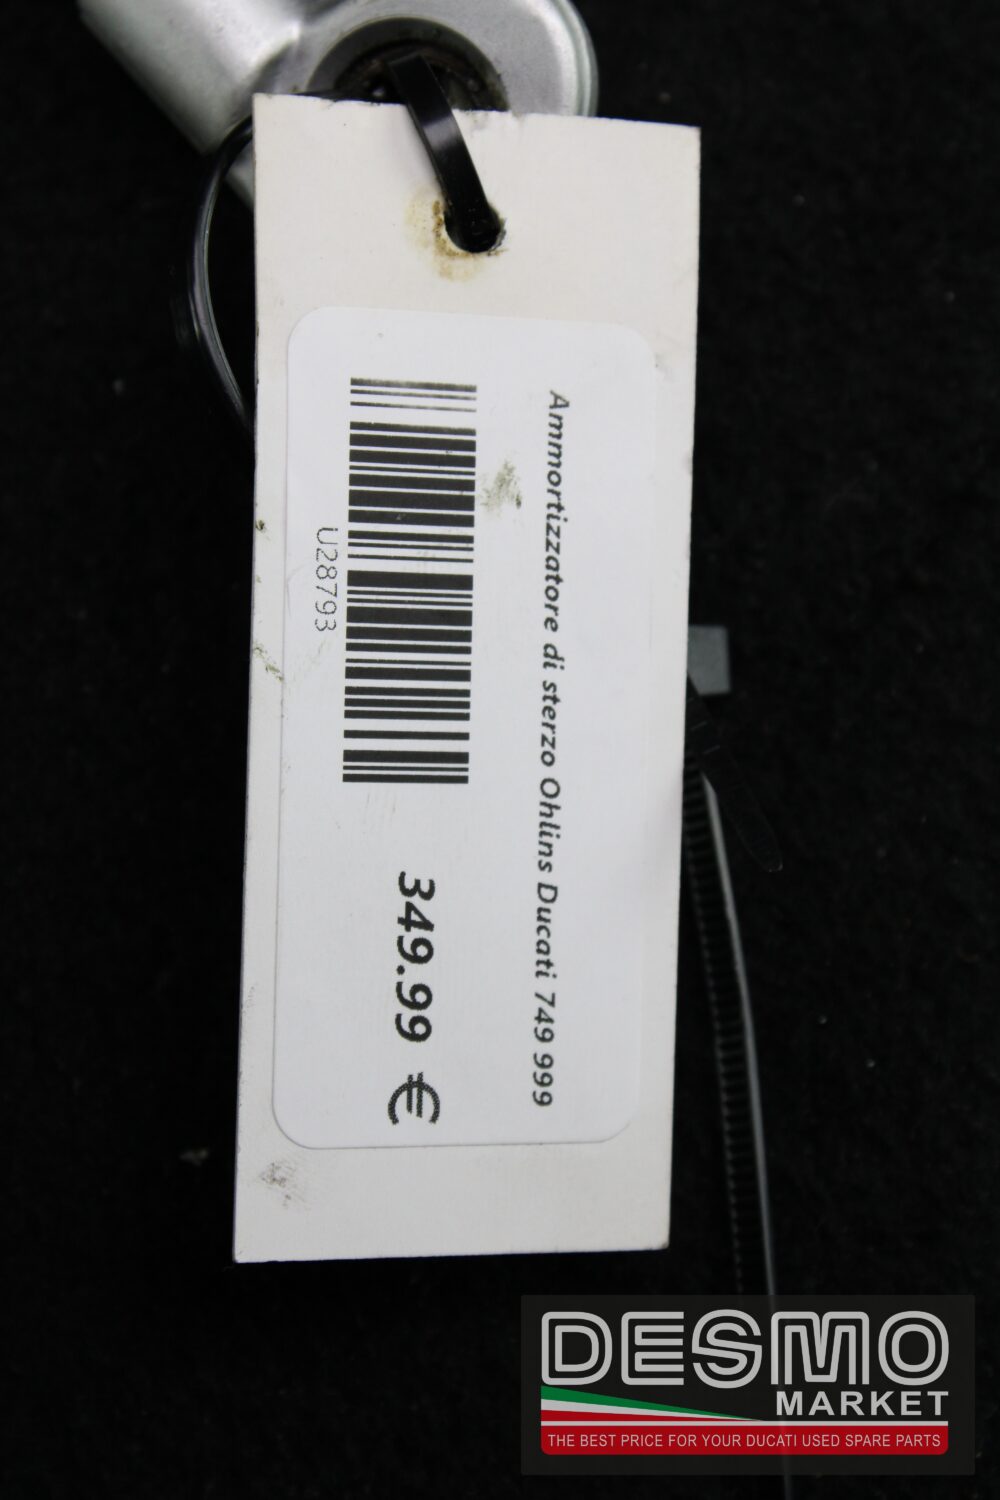 Ammortizzatore di sterzo Ohlins Ducati 749 999
U28793
349.99 €
DESMO
MARKET
THE BEST PRICE FOR YOUR DUCATI USED SPARE PARTS